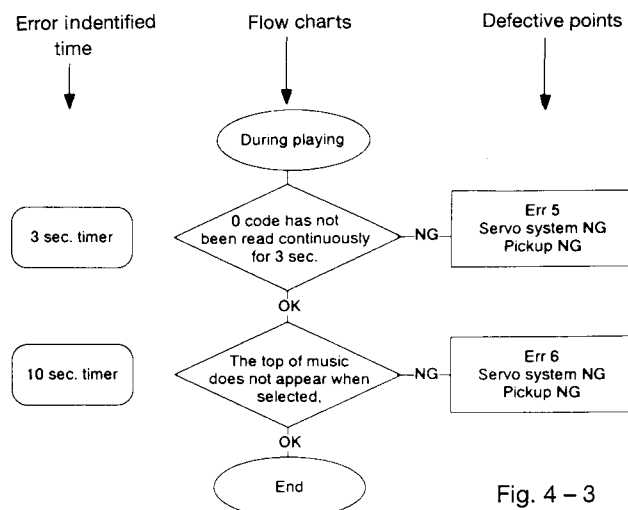 Error indentified
time
Flow charts
Defective points
During playing
3 sec. timer
0 code has not
been read continuously
for 3 sec.
NG
Err 5
Servo system NG
Pickup NG
OK
10 sec. timer
The top of music
does not appear when
selected.
NG
Err 6
Servo system NG
Pickup NG
OK
End
Fig. 4 – 3